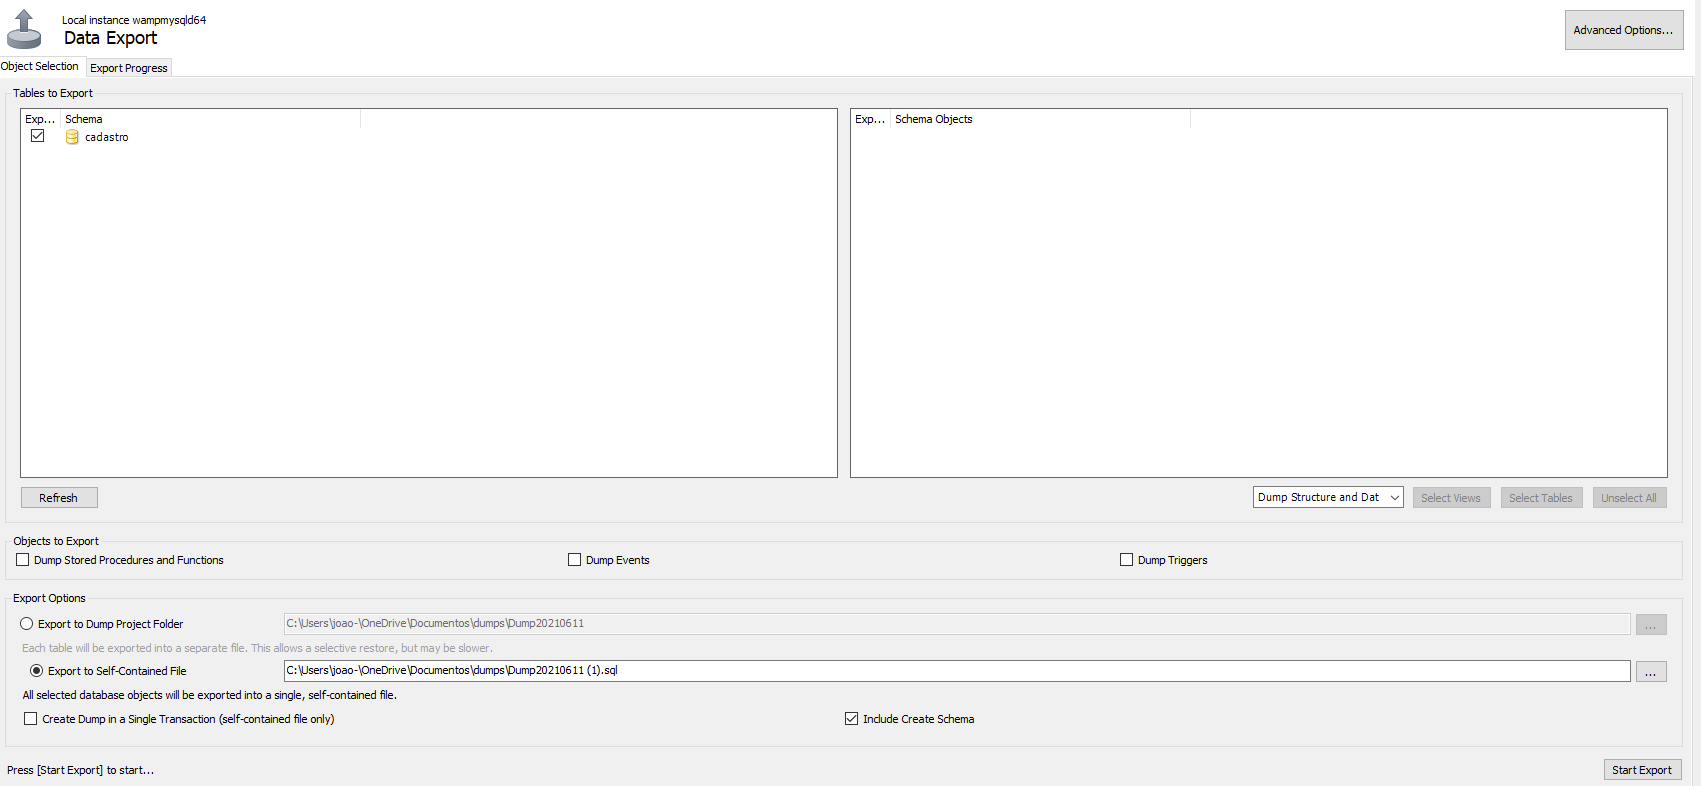 Local instance wampmysqld64
Data Export
Advanced Options...
Object Selection Export Progress
Tables to Export
Exp... Schema
cadastro
Exp... Schema Objects
Refresh
Dump Structure and Dat
Select Views
Select Tables
Unselect All
Objects to Export
Dump Stored Procedures and Functions
Dump Events
Dump Triggers
Export Options
Export to Dump Project Folder
C:\Users\joao-\OneDrive\Documentos\dumps\Dump20210611
...
Each table will be exported into a separate file. This allows a selective restore, but may be slower.
Export to Self-Contained File
C:\Users\joao-\OneDrive\Documentos\dumps\Dump20210611 (1).sql
...
All selected database objects will be exported into a single, self-contained file.
Create Dump in a Single Transaction (self-contained file only)
Include Create Schema
Press [Start Export] to start...
Start Export